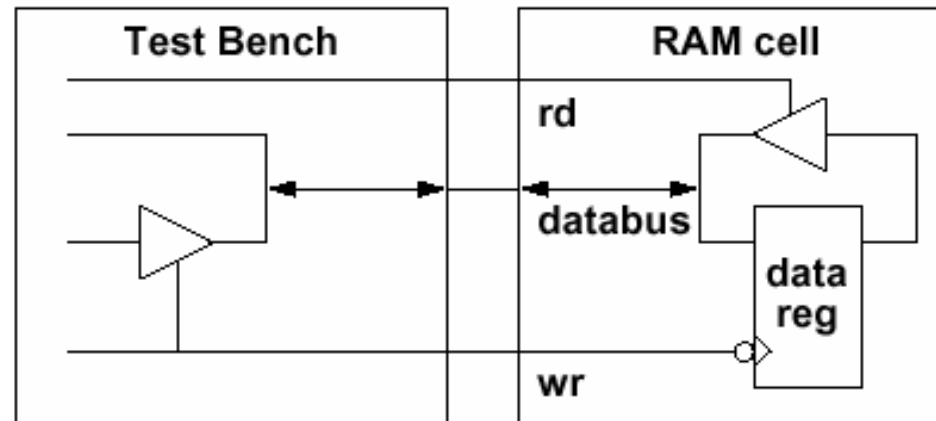 Test Bench
RAM cell
rd
databus
data
reg
wr